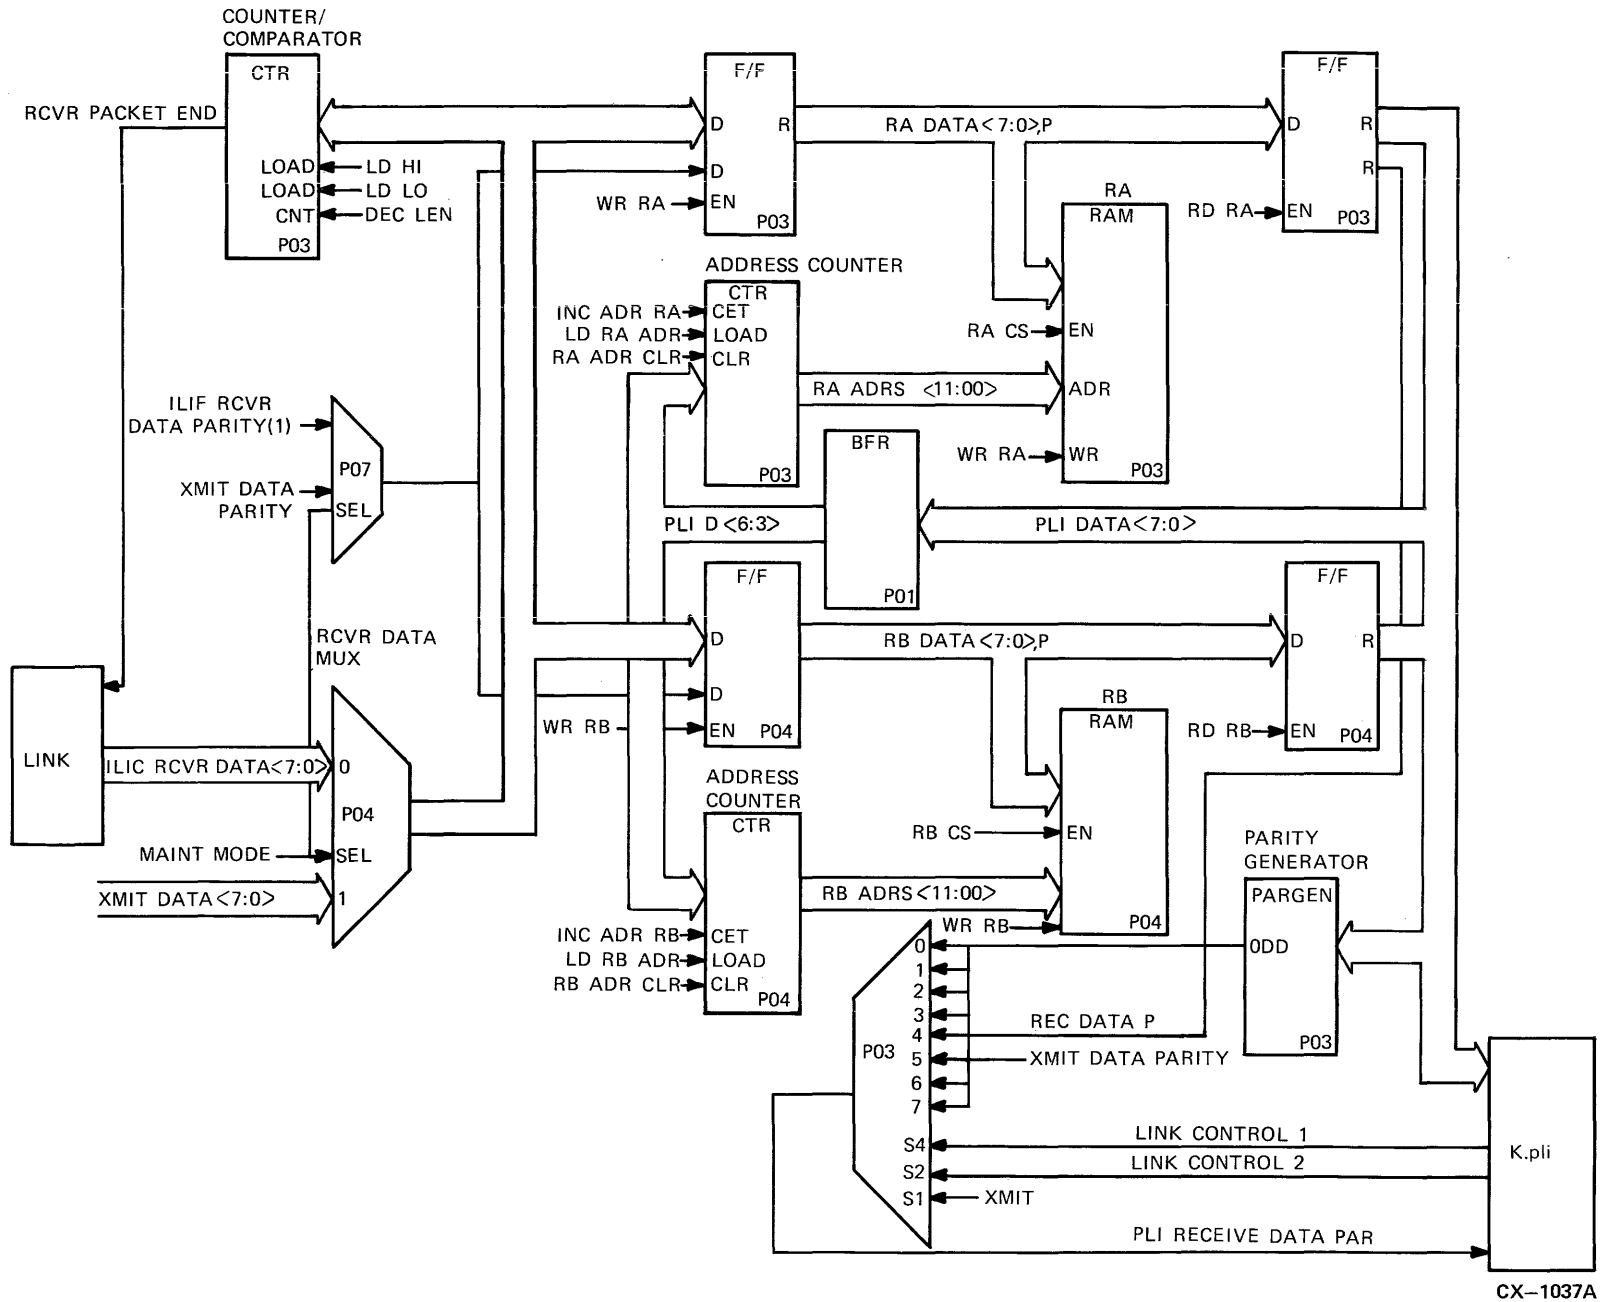 COUNTER/
COMPARATOR
CTR
RCVR PACKET END
LOAD
LD HI
LOAD
LD LO
CNT
DEC LEN
P03
F/F
D
R
D
WR RA
EN
P03
RA DATA<7:0>,P
F/F
D
R
R
RD RA
EN
P03
RA
RAM
RA CS
EN
ADR
WR RA
WR
P03
ADDRESS COUNTER
CTR
INC ADR RA
CET
LD RA ADR
LOAD
RA ADR CLR
CLR
P03
RA ADRS <11:00>
ILIF RCVR
DATA PARITY(1)
P07
XMIT DATA
PARITY
SEL
BFR
P01
PLI D<6:3>
PLI DATA<7:0>
F/F
D
D
WR RB
EN
P04
RB DATA<7:0>,P
F/F
D
R
RD RB
EN
P04
RCVR DATA
MUX
LINK
ILIC RCVR DATA<7:0>
0
P04
MAINT MODE
SEL
XMIT DATA<7:0>
1
RB
RAM
RB CS
EN
WR RB
P04
ADDRESS
COUNTER
CTR
RB ADRS<11:00>
INC ADR RB
CET
LD RB ADR
LOAD
RB ADR CLR
CLR
P04
PARITY
GENERATOR
PARGEN
ODD
P03
0
1
2
3
4
REC DATA P
P03
5
XMIT DATA PARITY
6
7
S4
LINK CONTROL 1
S2
LINK CONTROL 2
S1
XMIT
K.pli
PLI RECEIVE DATA PAR
CX–1037A